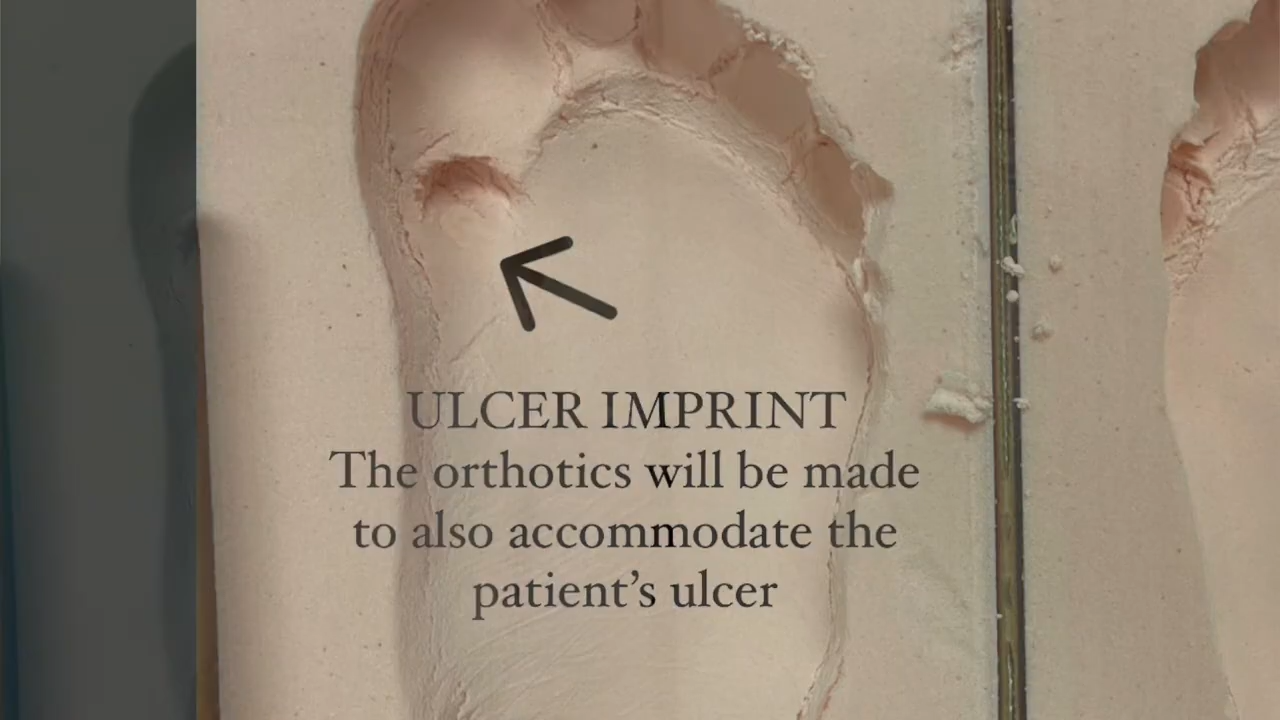 ULCER IMPRINT
The orthotics will be made
to also accommodate the
patient’s ulcer